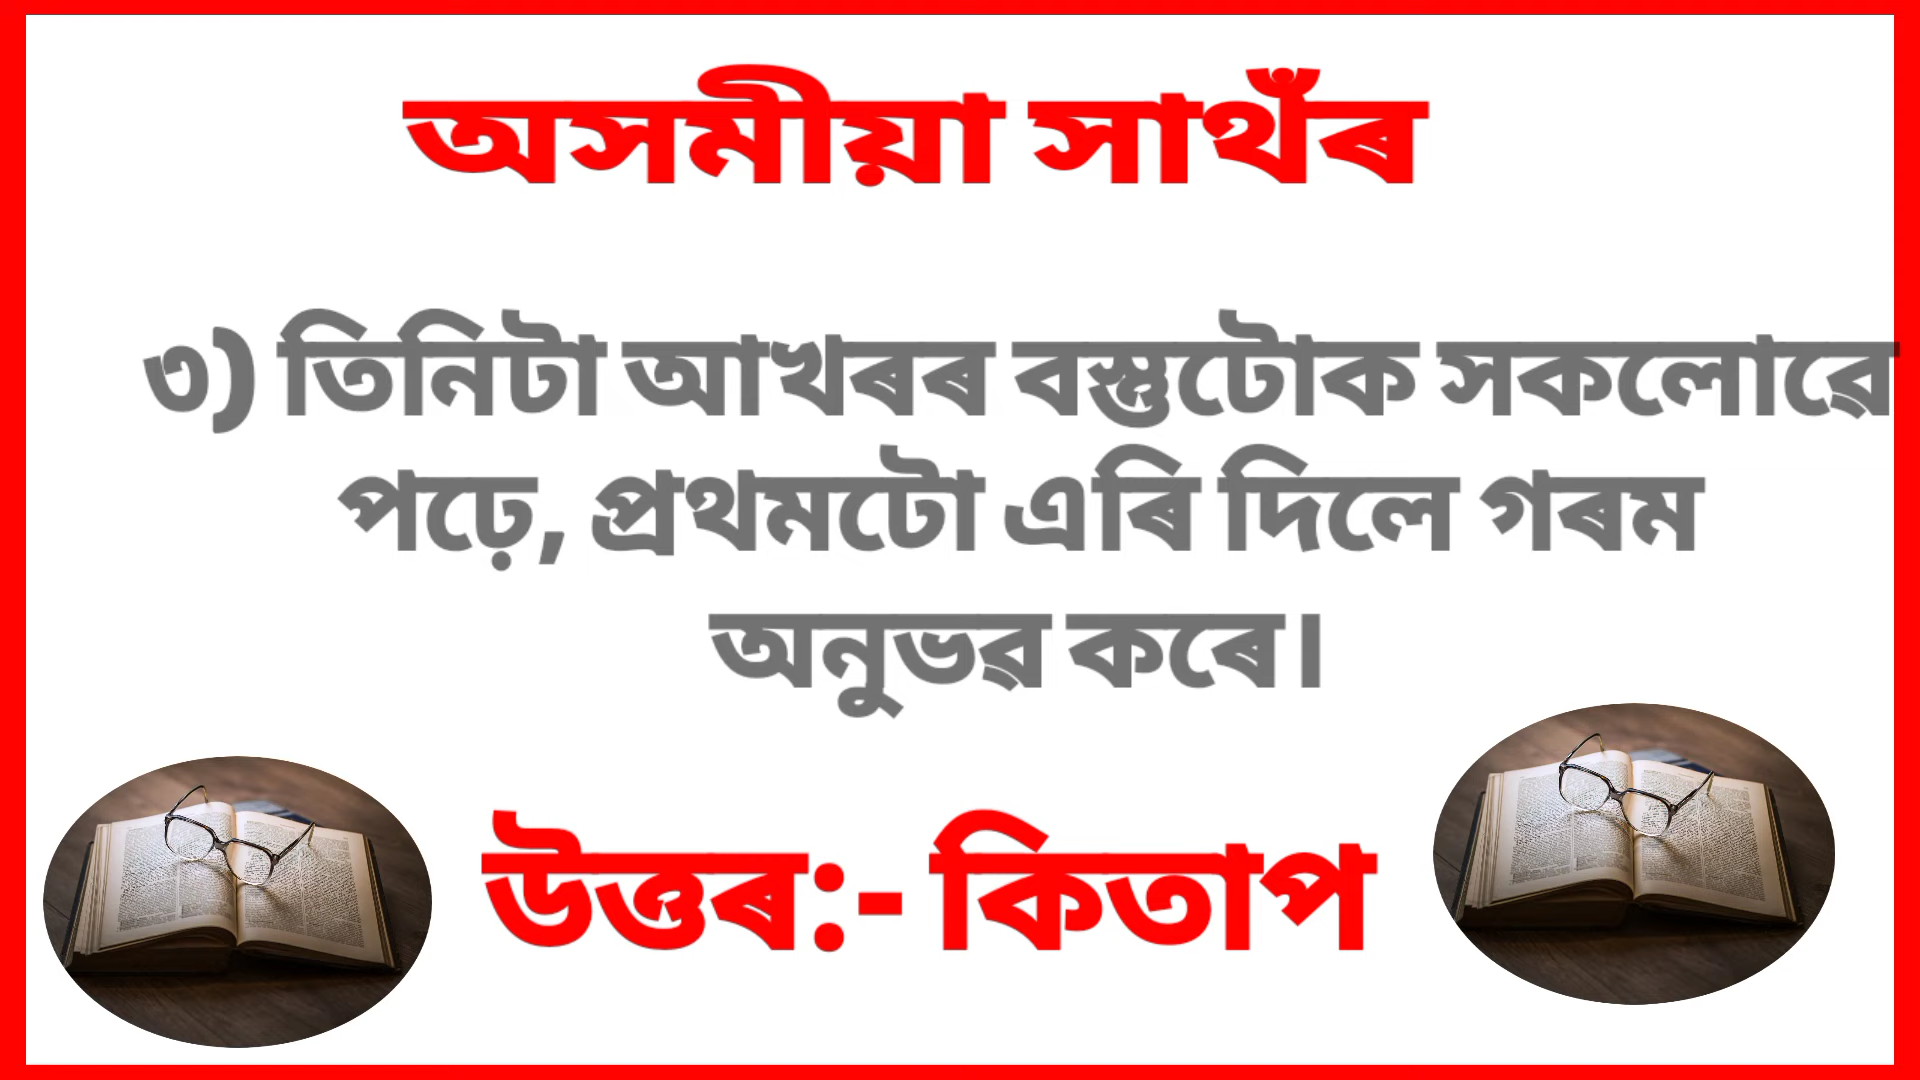 অসমীয়া সাথঁৰ
৩) তিনিটা আখৰৰ বস্তুটোক সকলোৱে
পঢ়ে, প্ৰথমটো এৰি দিলে গৰম
অনুভৱ কৰে।
উত্তৰ:- কিতাপ